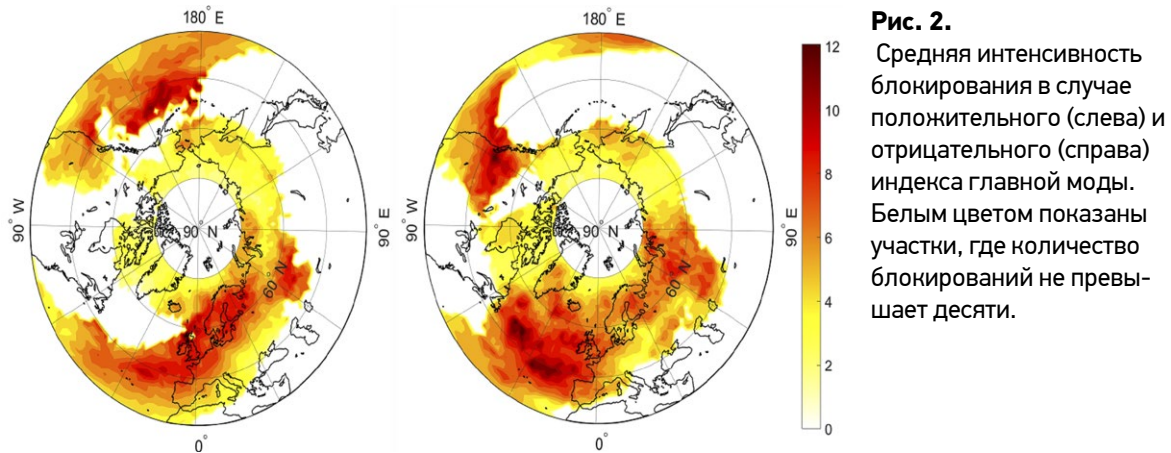 180° E
90° W
90° N
60° N
90° E
0°
180° E
90° W
90° N
60° N
90° E
0°
12
10
8
6
4
2
0
Рис. 2.
Средняя интенсивность
блокирования в случае
положительного (слева) и
отрицательного (справа)
индекса главной моды.
Белым цветом показаны
участки, где количество
блокирований не превы-
шает десяти.